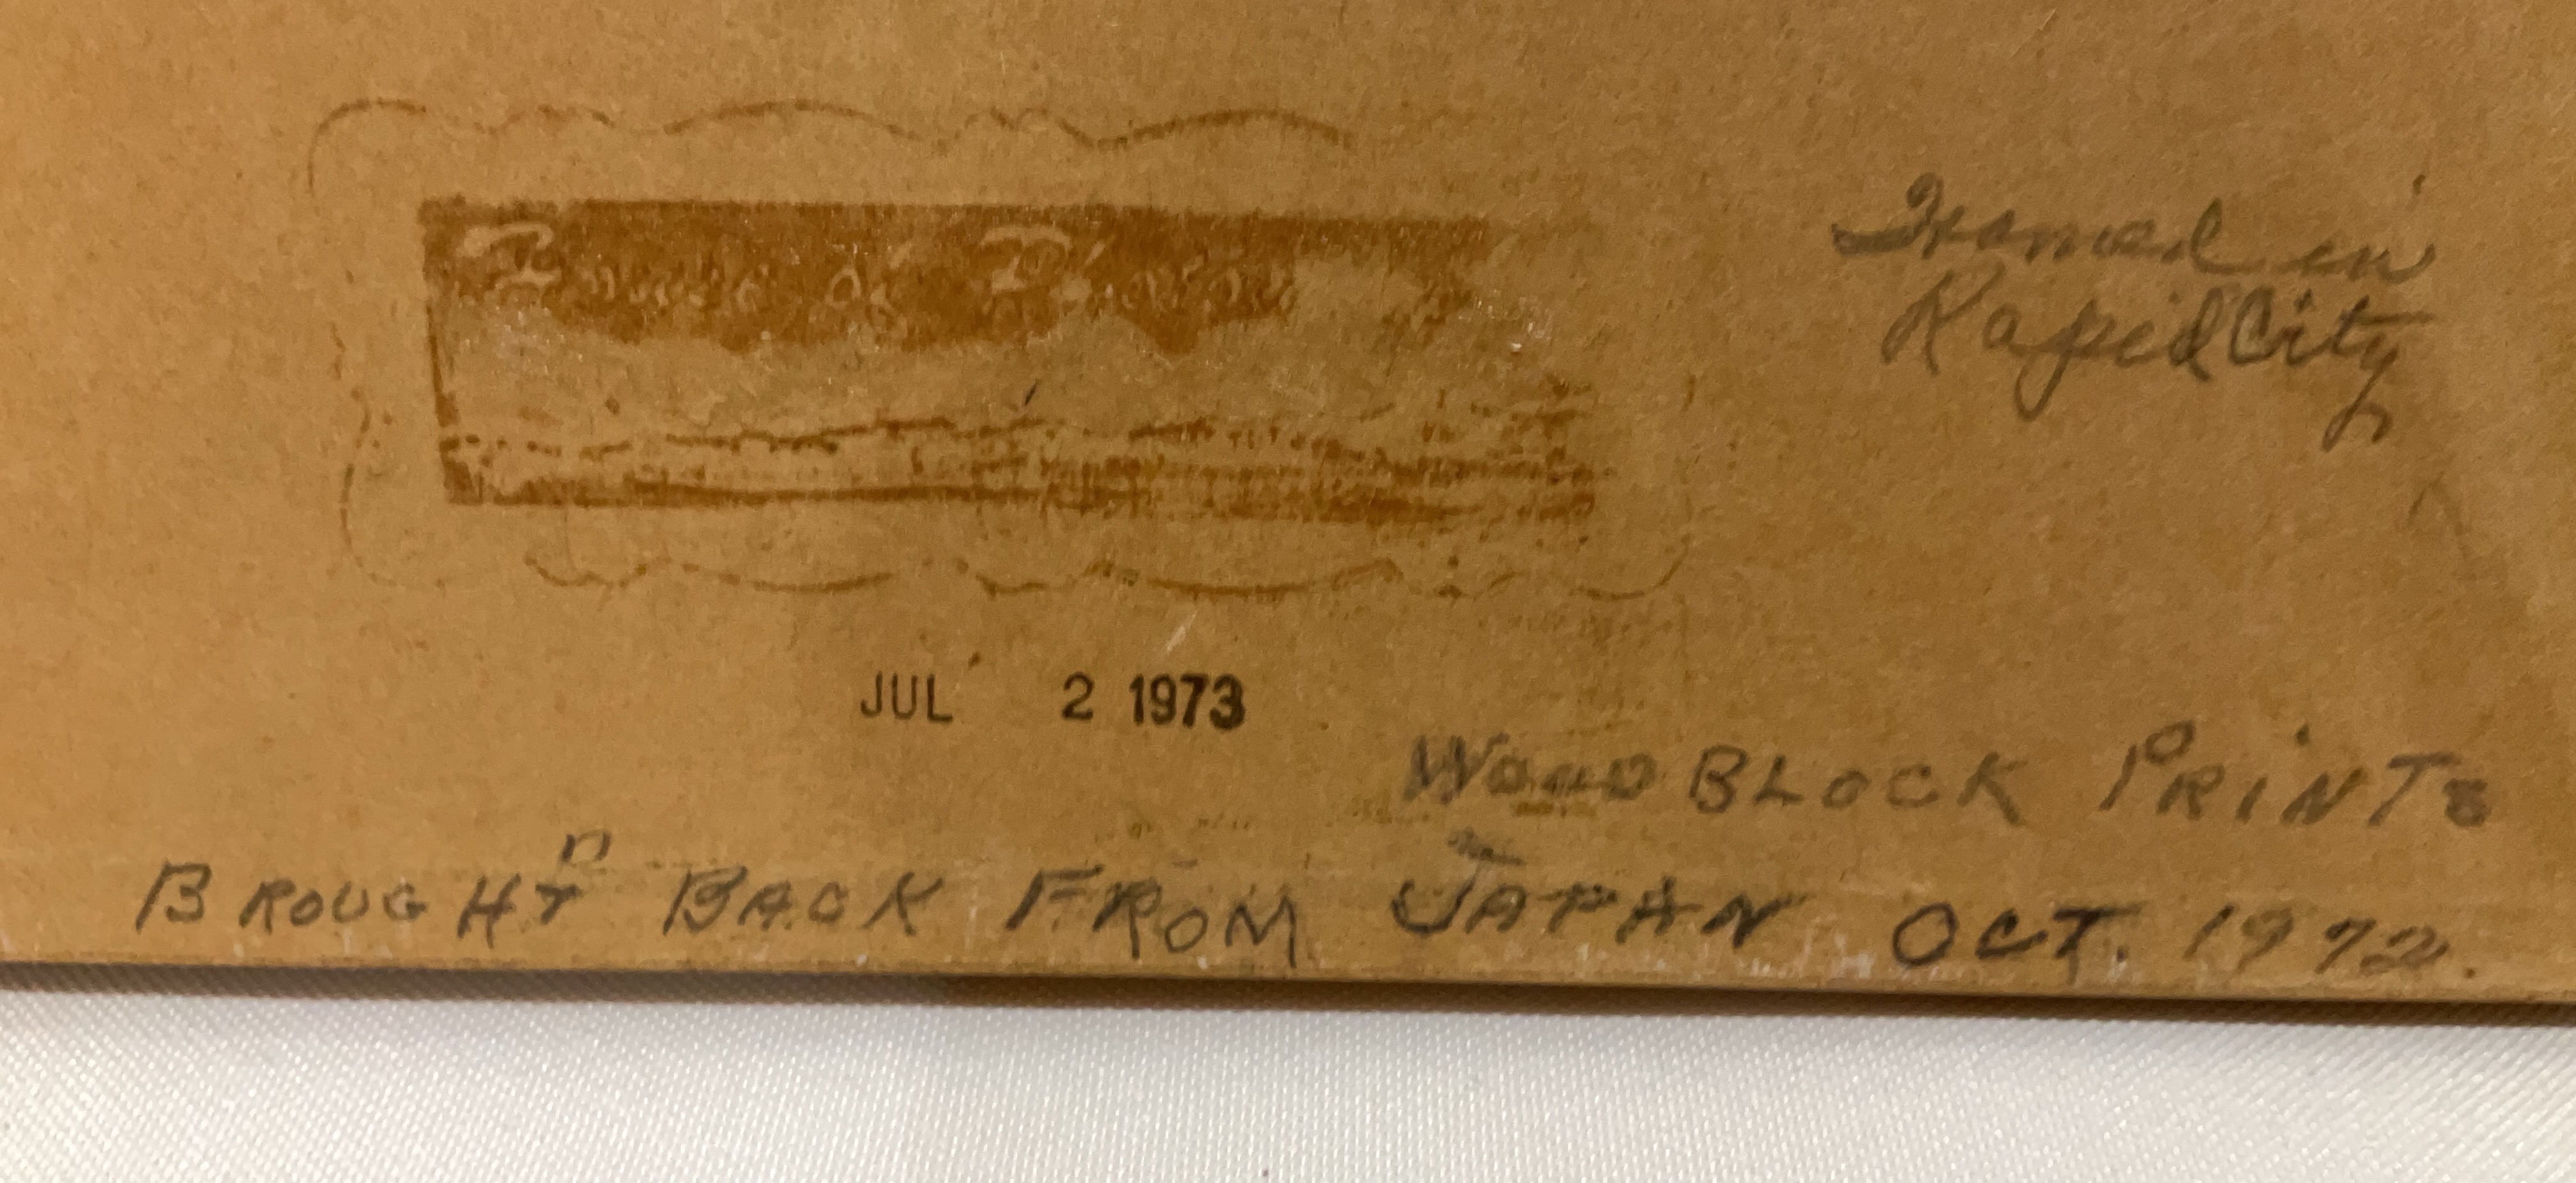 Framed in
Rapid City
JUL 2 1973
WOOD BLOCK PRINTS
BROUGHT BACK FROM JAPAN OCT. 1972.